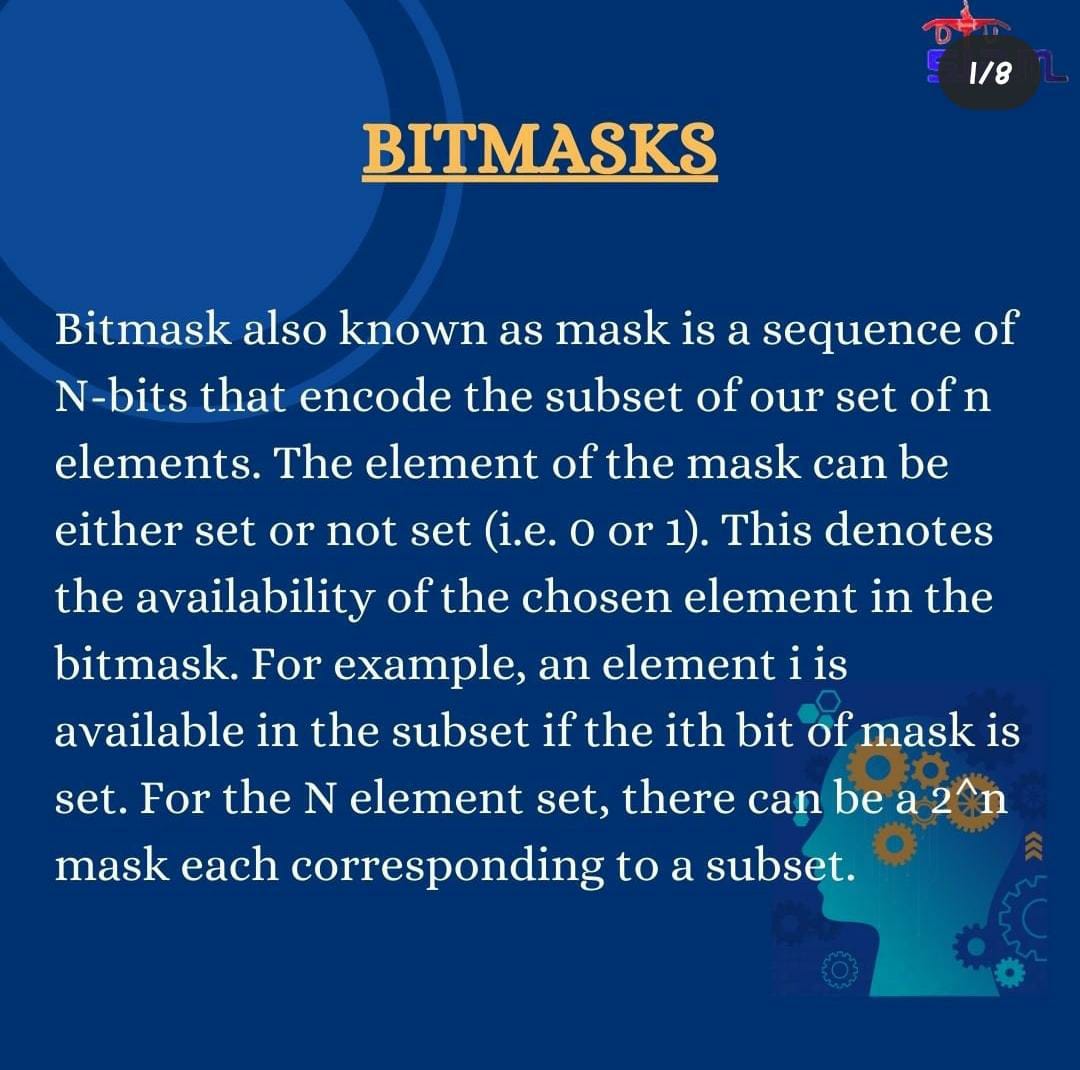 1/8
BITMASKS
Bitmask also known as mask is a sequence of
N-bits that encode the subset of our set of n
elements. The element of the mask can be
either set or not set (i.e. 0 or 1). This denotes
the availability of the chosen element in the
bitmask. For example, an element i is
available in the subset if the ith bit of mask is
set. For the N element set, there can be a 2^n
mask each corresponding to a subset.